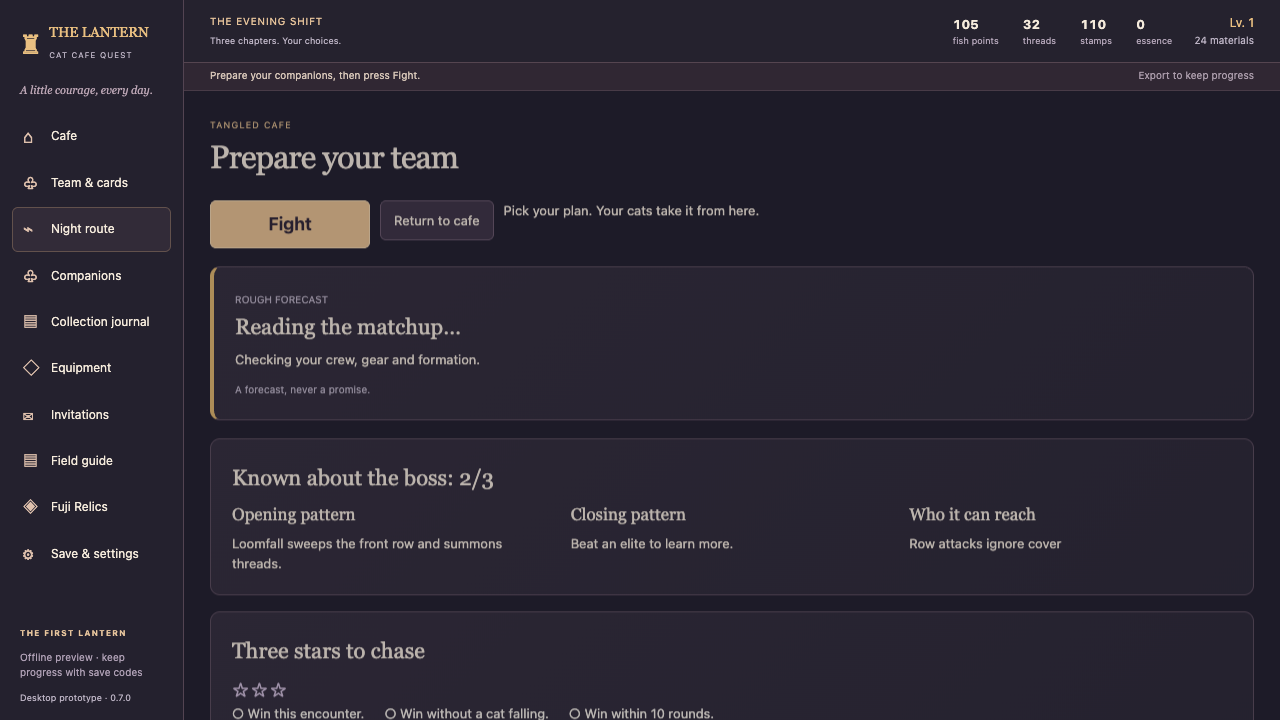 THE LANTERN
CAT CAFE QUEST
A little courage, every day.
Cafe
Team & cards
Night route
Companions
Collection journal
Equipment
Invitations
Field guide
Fuji Relics
Save & settings
THE FIRST LANTERN
Offline preview · keep
progress with save codes
Desktop prototype · 0.7.0
THE EVENING SHIFT
Three chapters. Your choices.
105
fish points
32
threads
110
stamps
0
essence
Lv. 1
24 materials
Prepare your companions, then press Fight.
Export to keep progress
TANGLED CAFE
Prepare your team
Fight
Return to cafe
Pick your plan. Your cats take it from here.
ROUGH FORECAST
Reading the matchup...
Checking your crew, gear and formation.
A forecast, never a promise.
Known about the boss: 2/3
Opening pattern
Loomfall sweeps the front row and summons
threads.
Closing pattern
Beat an elite to learn more.
Who it can reach
Row attacks ignore cover
Three stars to chase
☆☆☆
○ Win this encounter.
○ Win without a cat falling.
○ Win within 10 rounds.